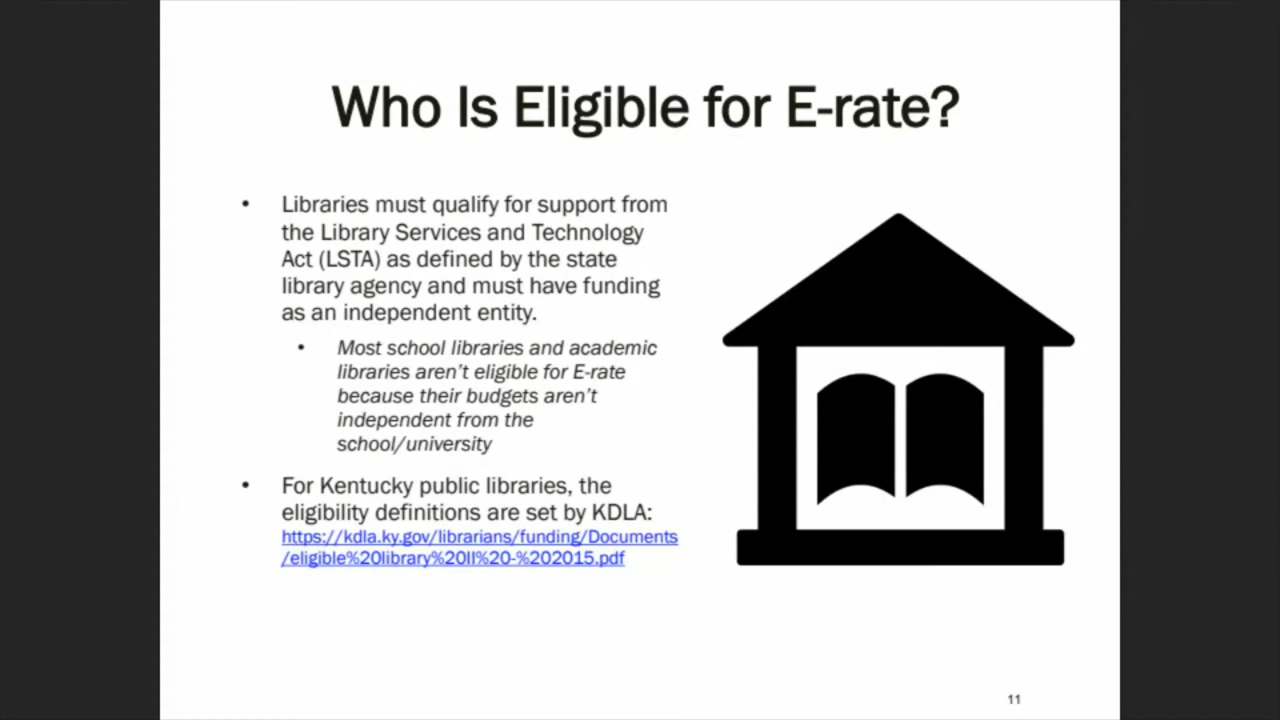 Who Is Eligible for E-rate?
• Libraries must qualify for support from
the Library Services and Technology
Act (LSTA) as defined by the state
library agency and must have funding
as an independent entity.
• Most school libraries and academic
libraries aren’t eligible for E-rate
because their budgets aren’t
independent from the
school/university
• For Kentucky public libraries, the
eligibility definitions are set by KDLA:
https://kdla.ky.gov/librarians/funding/Documents
/eligible%20library%20II%20-%202015.pdf
11